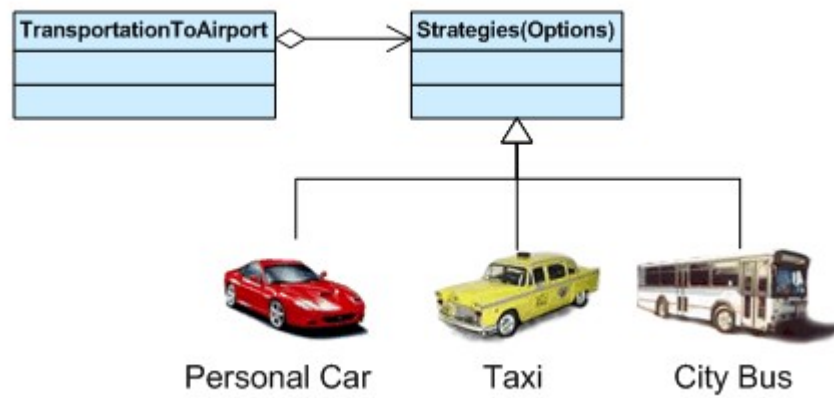 TransportationToAirport
Strategies(Options)
Personal Car
Taxi
City Bus